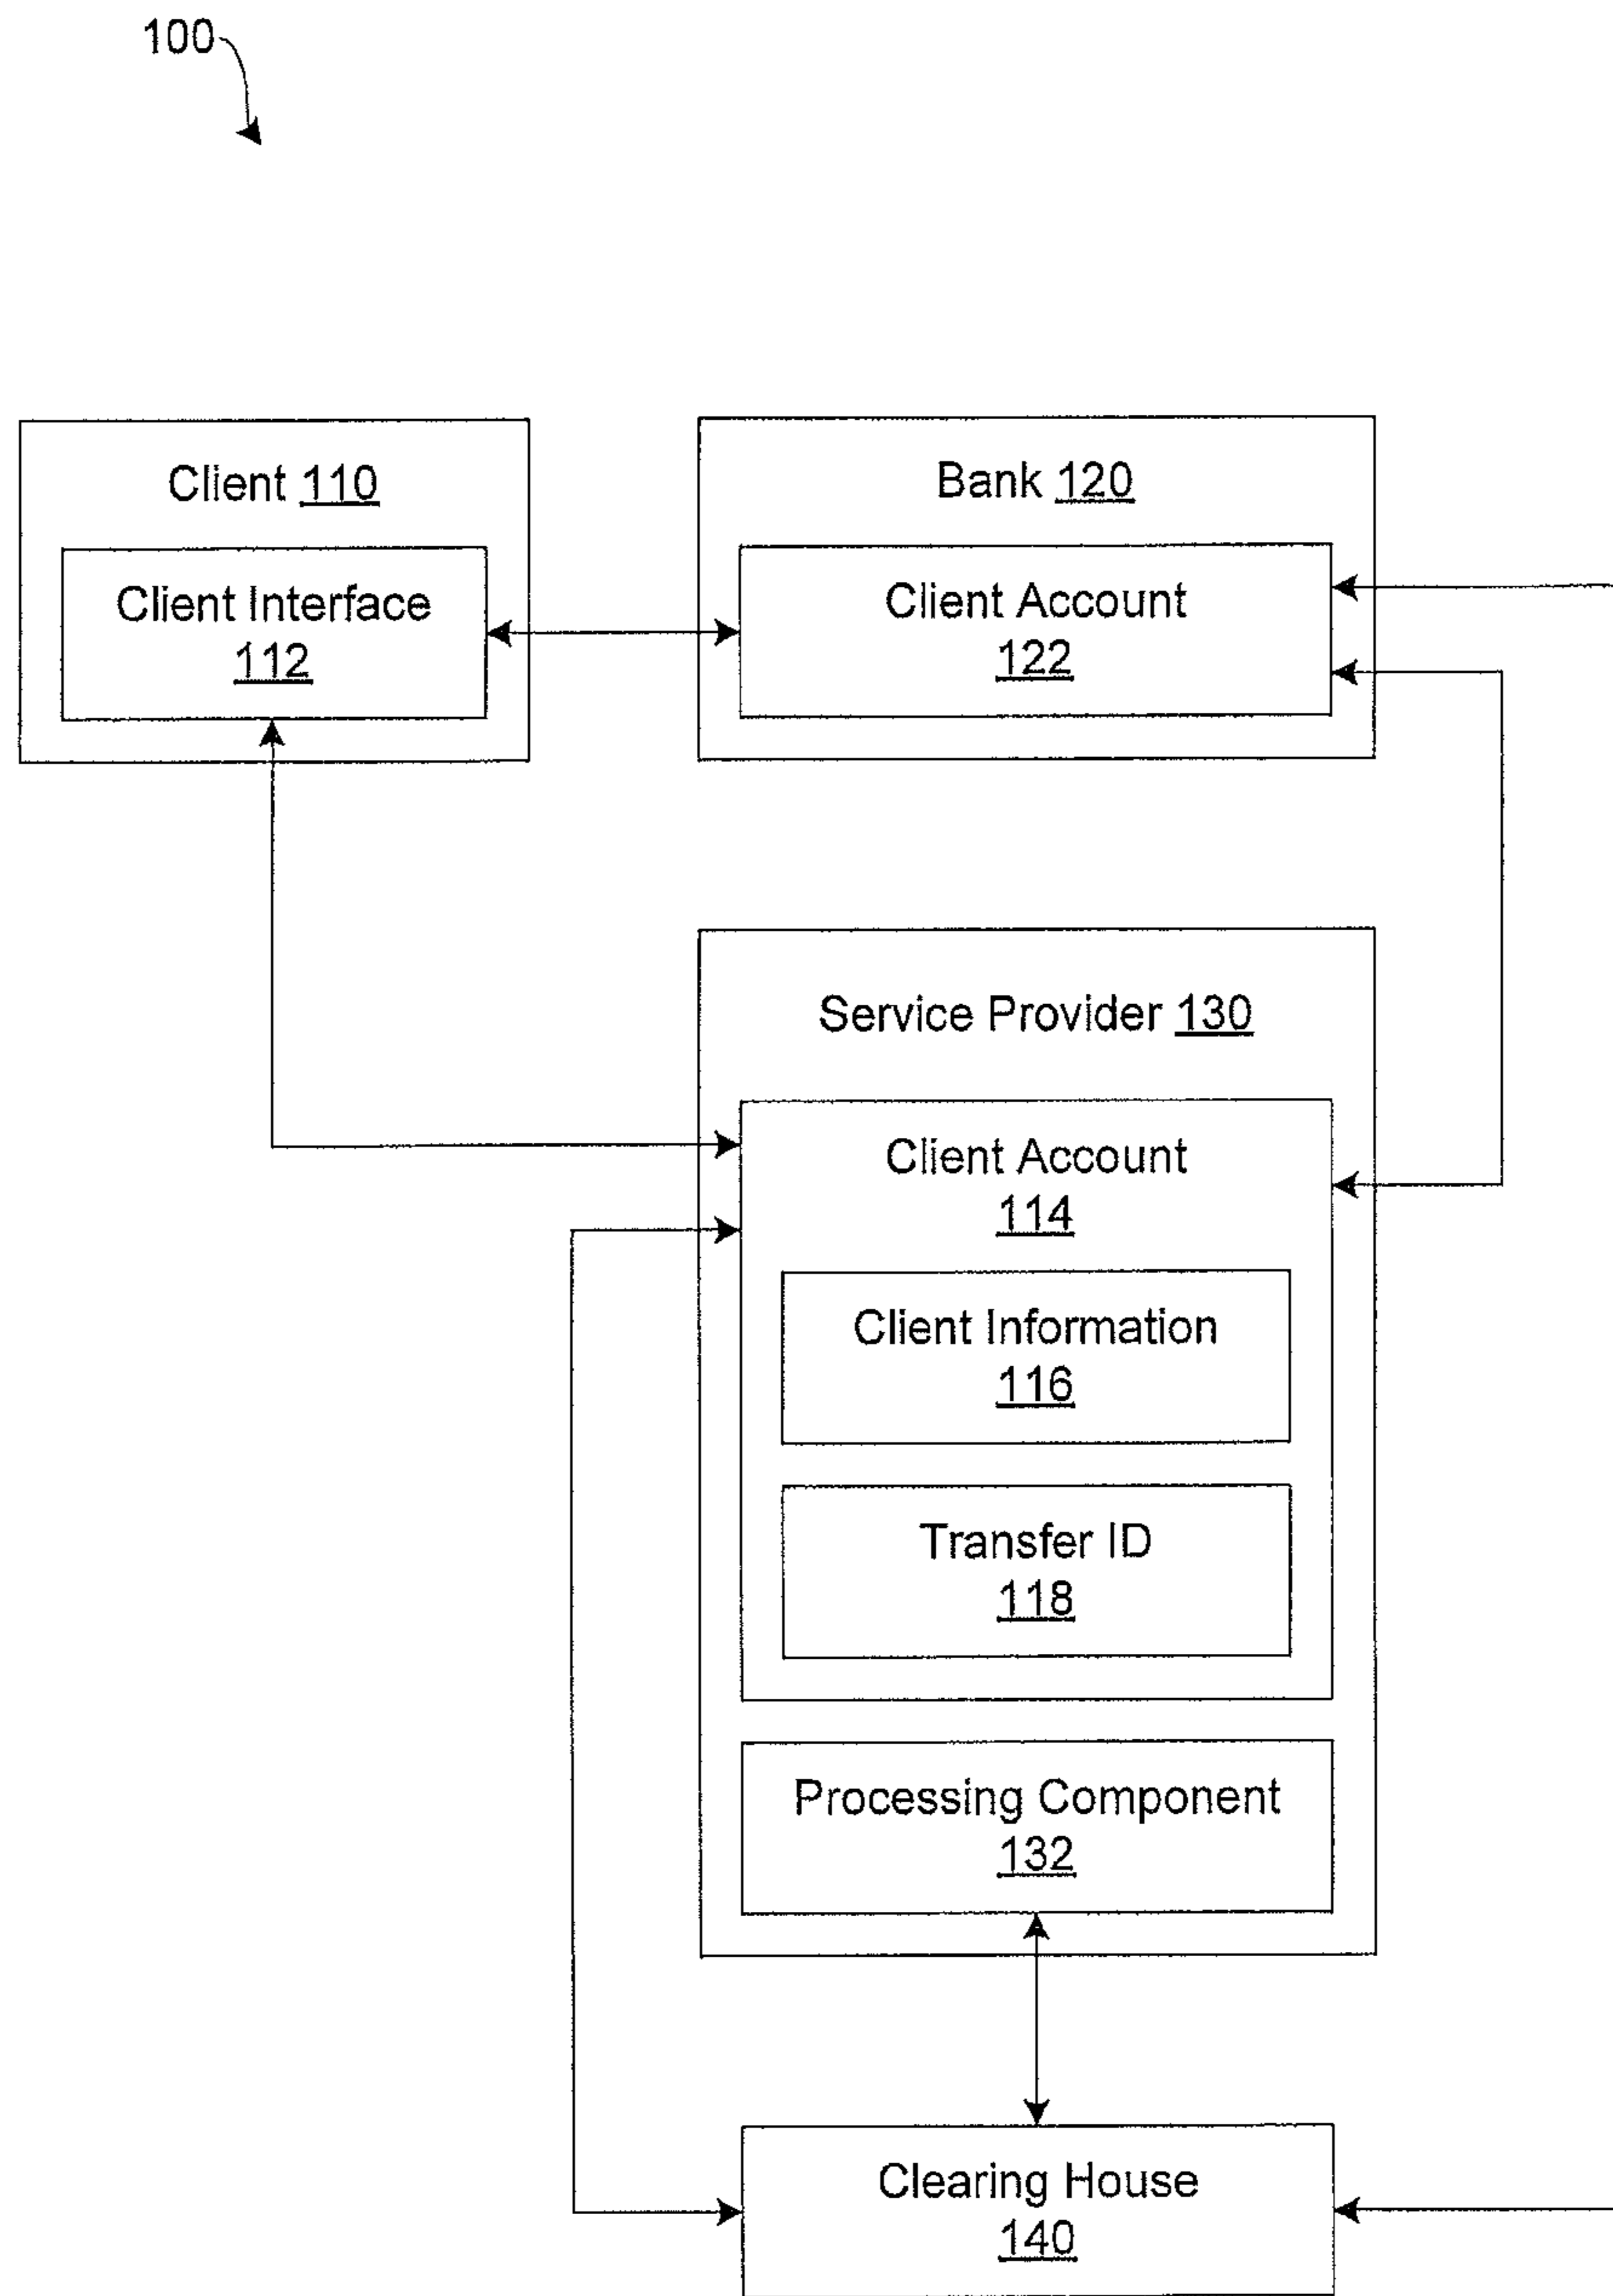 100
Client 110
Client Interface
112
Bank 120
Client Account
122
Service Provider 130
Client Account
114
Client Information
116
Transfer ID
118
Processing Component
132
Clearing House
140